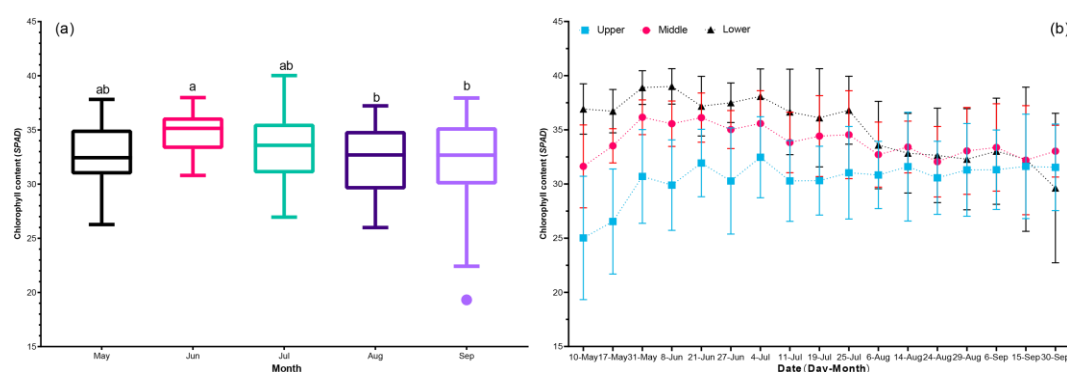 (a)
45
40
35
30
25
20
15
Chlorophyll content (SPAD)
ab
a
ab
b
b
May
Jun
Jul
Aug
Sep
Month
(b)
Upper
Middle
Lower
45
40
35
30
25
20
15
Chlorophyll content (SPAD)
10-May 17-May 31-May 8-Jun 21-Jun 27-Jun 4-Jul 11-Jul 19-Jul 25-Jul 6-Aug 14-Aug 24-Aug 29-Aug 6-Sep 15-Sep 30-Sep
Date (Day-Month)